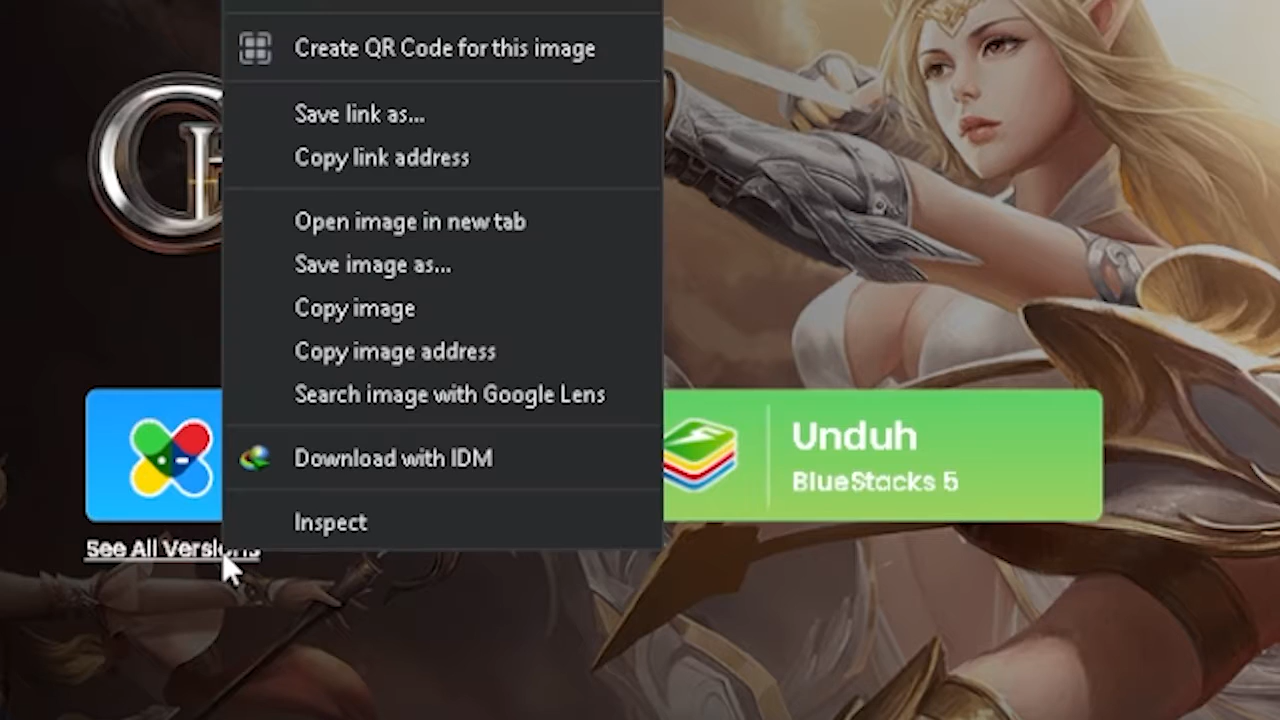 Create QR Code for this image
Save link as...
Copy link address
Open image in new tab
Save image as...
Copy image
Copy image address
Search image with Google Lens
Download with IDM
Inspect
Unduh
BlueStacks 5
See All Versions